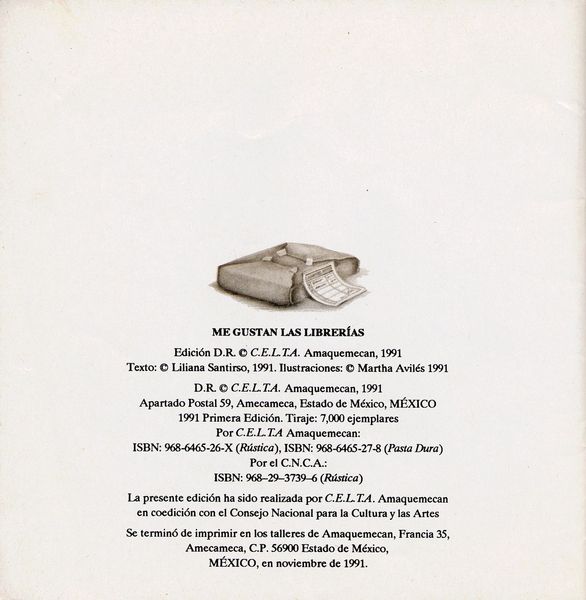 ME GUSTAN LAS LIBRERÍAS
Edición D.R. © C.E.L.T.A. Amaquemecan, 1991
Texto: © Liliana Santirso, 1991. Ilustraciones: © Martha Avilés 1991
D.R. © C.E.L.T.A. Amaquemecan, 1991
Apartado Postal 59, Amecameca, Estado de México, MÉXICO
1991 Primera Edición. Tiraje: 7,000 ejemplares
Por C.E.L.T.A Amaquemecan:
ISBN: 968-6465-26-X (Rústica), ISBN: 968-6465-27-8 (Pasta Dura)
Por el C.N.C.A.:
ISBN: 968–29–3739–6 (Rústica)
La presente edición ha sido realizada por C.E.L.T.A. Amaquemecan
en coedición con el Consejo Nacional para la Cultura y las Artes
Se terminó de imprimir en los talleres de Amaquemecan, Francia 35,
Amecameca, C.P. 56900 Estado de México,
MÉXICO, en noviembre de 1991.